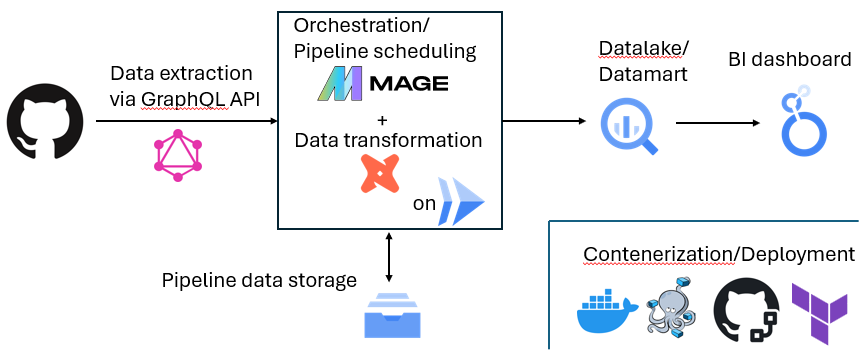 Orchestration/
Pipeline scheduling
MAGE
+
Data transformation
on
Data extraction
via GraphQL API
Datalake/
Datamart
BI dashboard
Pipeline data storage
Contenerization/Deployment